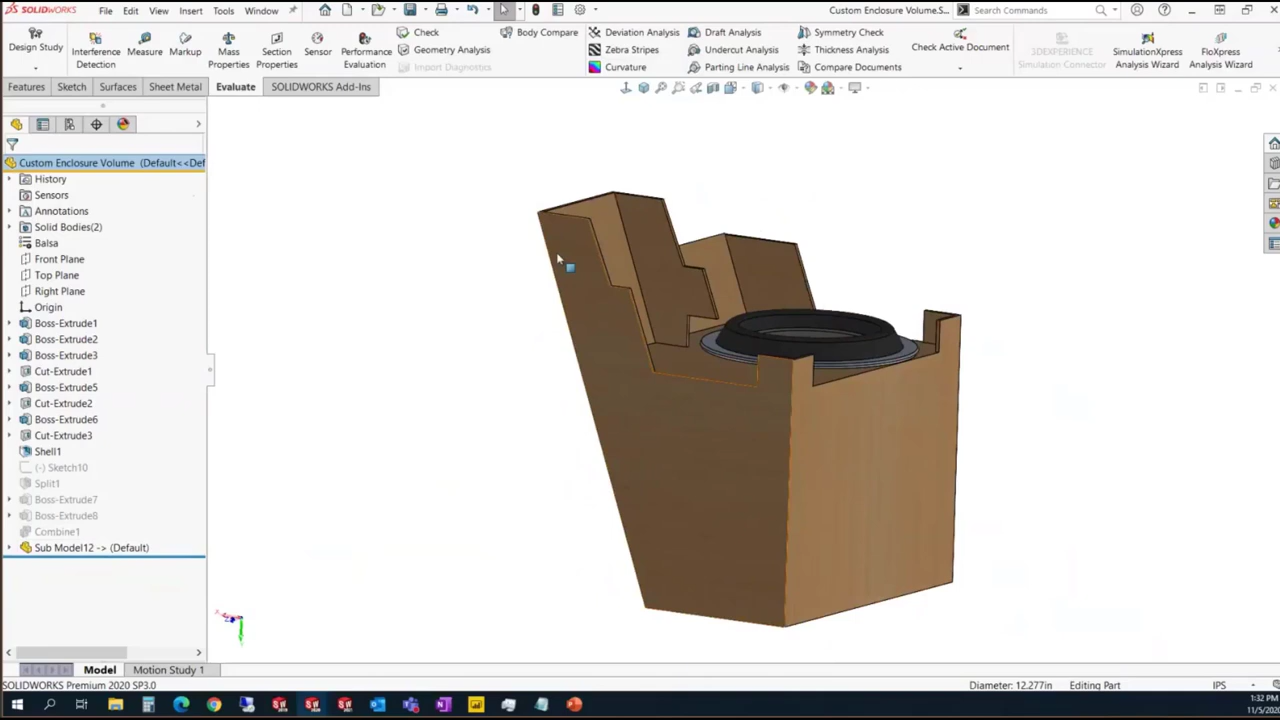 SOLIDWORKS File Edit View Insert Tools Window Custom Enclosure Volume.S... Search Commands
Design Study
Interference Detection
Measure
Markup
Mass Properties
Section Properties
Sensor
Performance Evaluation
Check
Geometry Analysis
Import Diagnostics
Body Compare
Deviation Analysis
Zebra Stripes
Curvature
Draft Analysis
Undercut Analysis
Parting Line Analysis
Symmetry Check
Thickness Analysis
Compare Documents
Check Active Document
3DEXPERIENCE Simulation Connector
SimulationXpress Analysis Wizard
FloXpress Analysis Wizard
Features Sketch Surfaces Sheet Metal Evaluate SOLIDWORKS Add-Ins
Custom Enclosure Volume (Default<<Def
History
Sensors
Annotations
Solid Bodies(2)
Balsa
Front Plane
Top Plane
Right Plane
Origin
Boss-Extrude1
Boss-Extrude2
Boss-Extrude3
Cut-Extrude1
Boss-Extrude5
Cut-Extrude2
Boss-Extrude6
Cut-Extrude3
Shell1
(-) Sketch10
Split1
Boss-Extrude7
Boss-Extrude8
Combine1
Sub Model12 -> (Default)
Model Motion Study 1
SOLIDWORKS Premium 2020 SP3.0 Diameter: 12.277in Editing Part IPS
1:32 PM
11/5/202